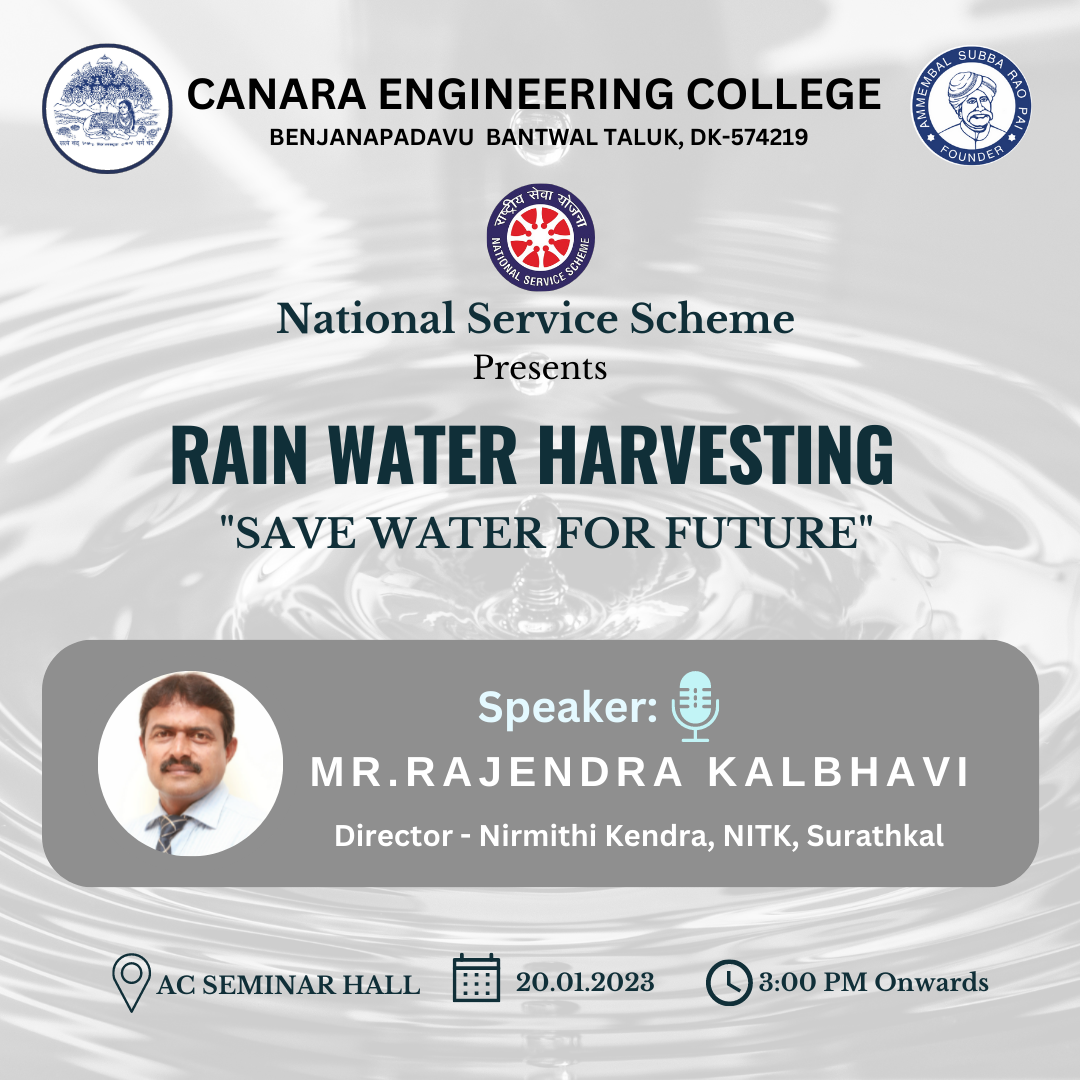 CANARA ENGINEERING COLLEGE
BENJANAPADAVU BANTWAL TALUK, DK-574219
AMMEMBAL SUBBA RAO PAI
FOUNDER
राष्ट्रीय सेवा योजना
NATIONAL SERVICE SCHEME
National Service Scheme
Presents
RAIN WATER HARVESTING
"SAVE WATER FOR FUTURE"
Speaker:
MR.RAJENDRA KALBHAVI
Director - Nirmithi Kendra, NITK, Surathkal
AC SEMINAR HALL
20.01.2023
3:00 PM Onwards